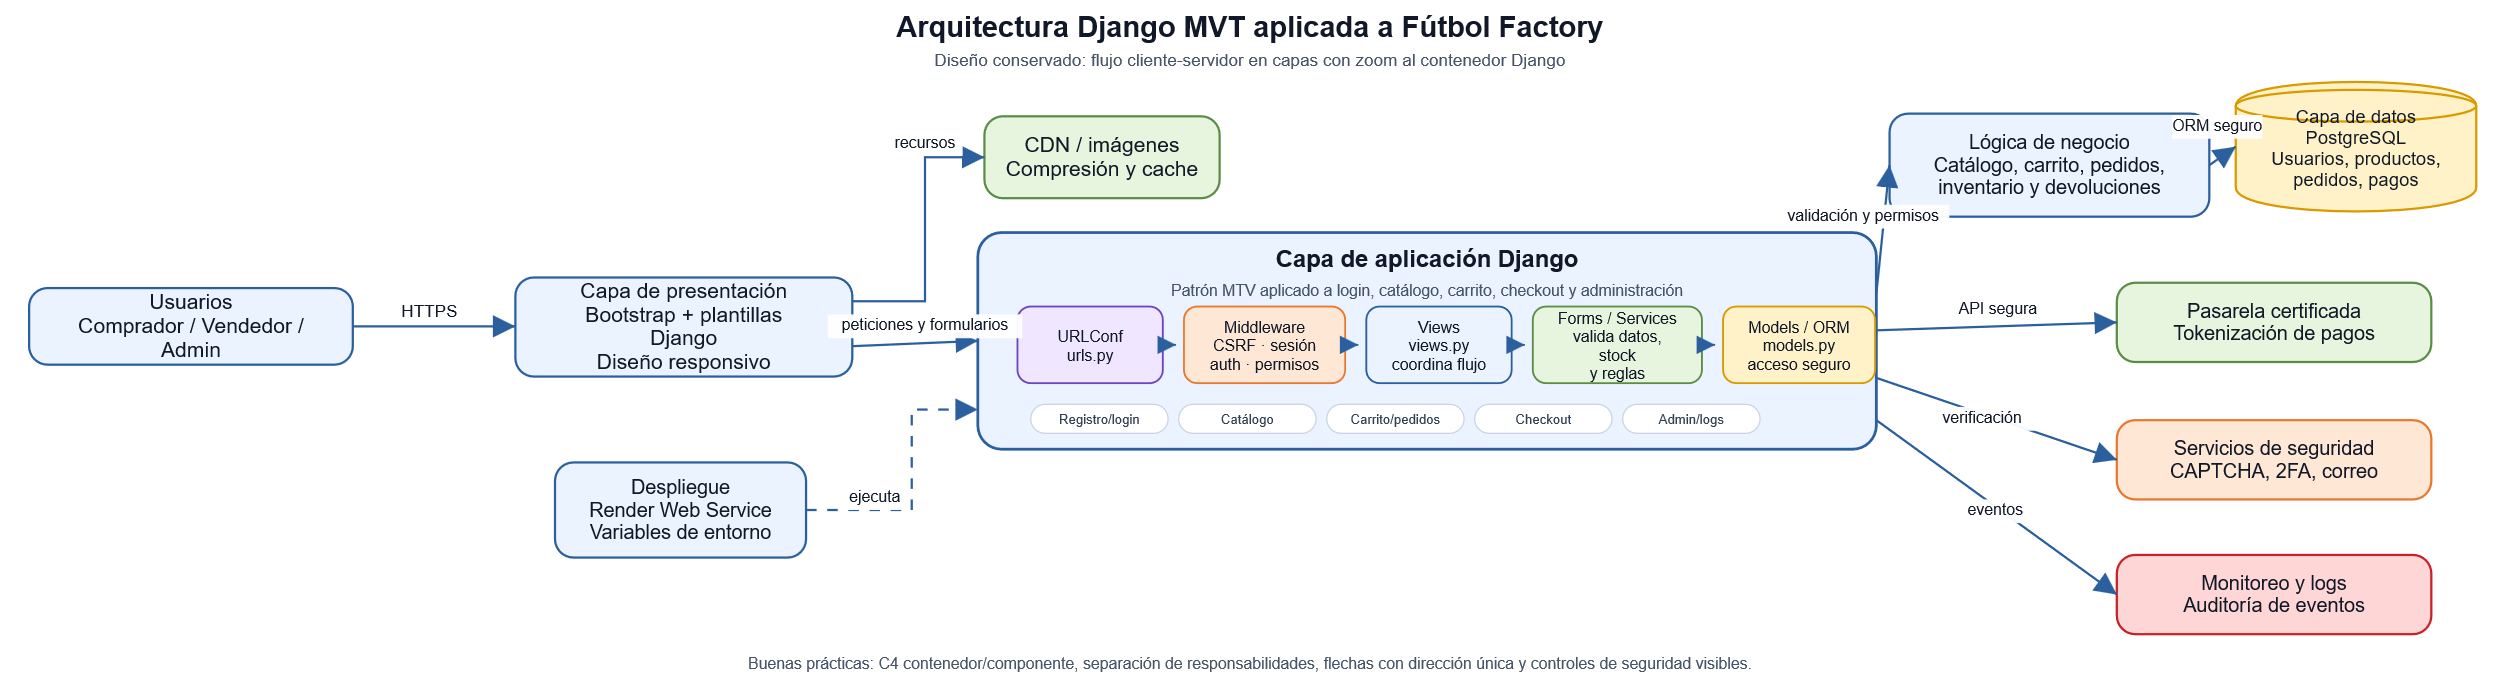 Arquitectura Django MVT aplicada a Fútbol Factory
Diseño conservado: flujo cliente-servidor en capas con zoom al contenedor Django
Usuarios
Comprador / Vendedor /
Admin
HTTPS
Capa de presentación
Bootstrap + plantillas
Django
Diseño responsivo
recursos
CDN / imágenes
Compresión y cache
peticiones y formularios
Despliegue
Render Web Service
Variables de entorno
ejecuta
Capa de aplicación Django
Patrón MTV aplicado a login, catálogo, carrito, checkout y administración
URLConf
urls.py
Middleware
CSRF · sesión
auth · permisos
Views
views.py
coordina flujo
Forms / Services
valida datos,
stock
y reglas
Models / ORM
models.py
acceso seguro
Registro/login
Catálogo
Carrito/pedidos
Checkout
Admin/logs
validación y permisos
Lógica de negocio
Catálogo, carrito, pedidos,
inventario y devoluciones
ORM seguro
Capa de datos
PostgreSQL
Usuarios, productos,
pedidos, pagos
API segura
Pasarela certificada
Tokenización de pagos
verificación
Servicios de seguridad
CAPTCHA, 2FA, correo
eventos
Monitoreo y logs
Auditoría de eventos
Buenas prácticas: C4 contenedor/componente, separación de responsabilidades, flechas con dirección única y controles de seguridad visibles.